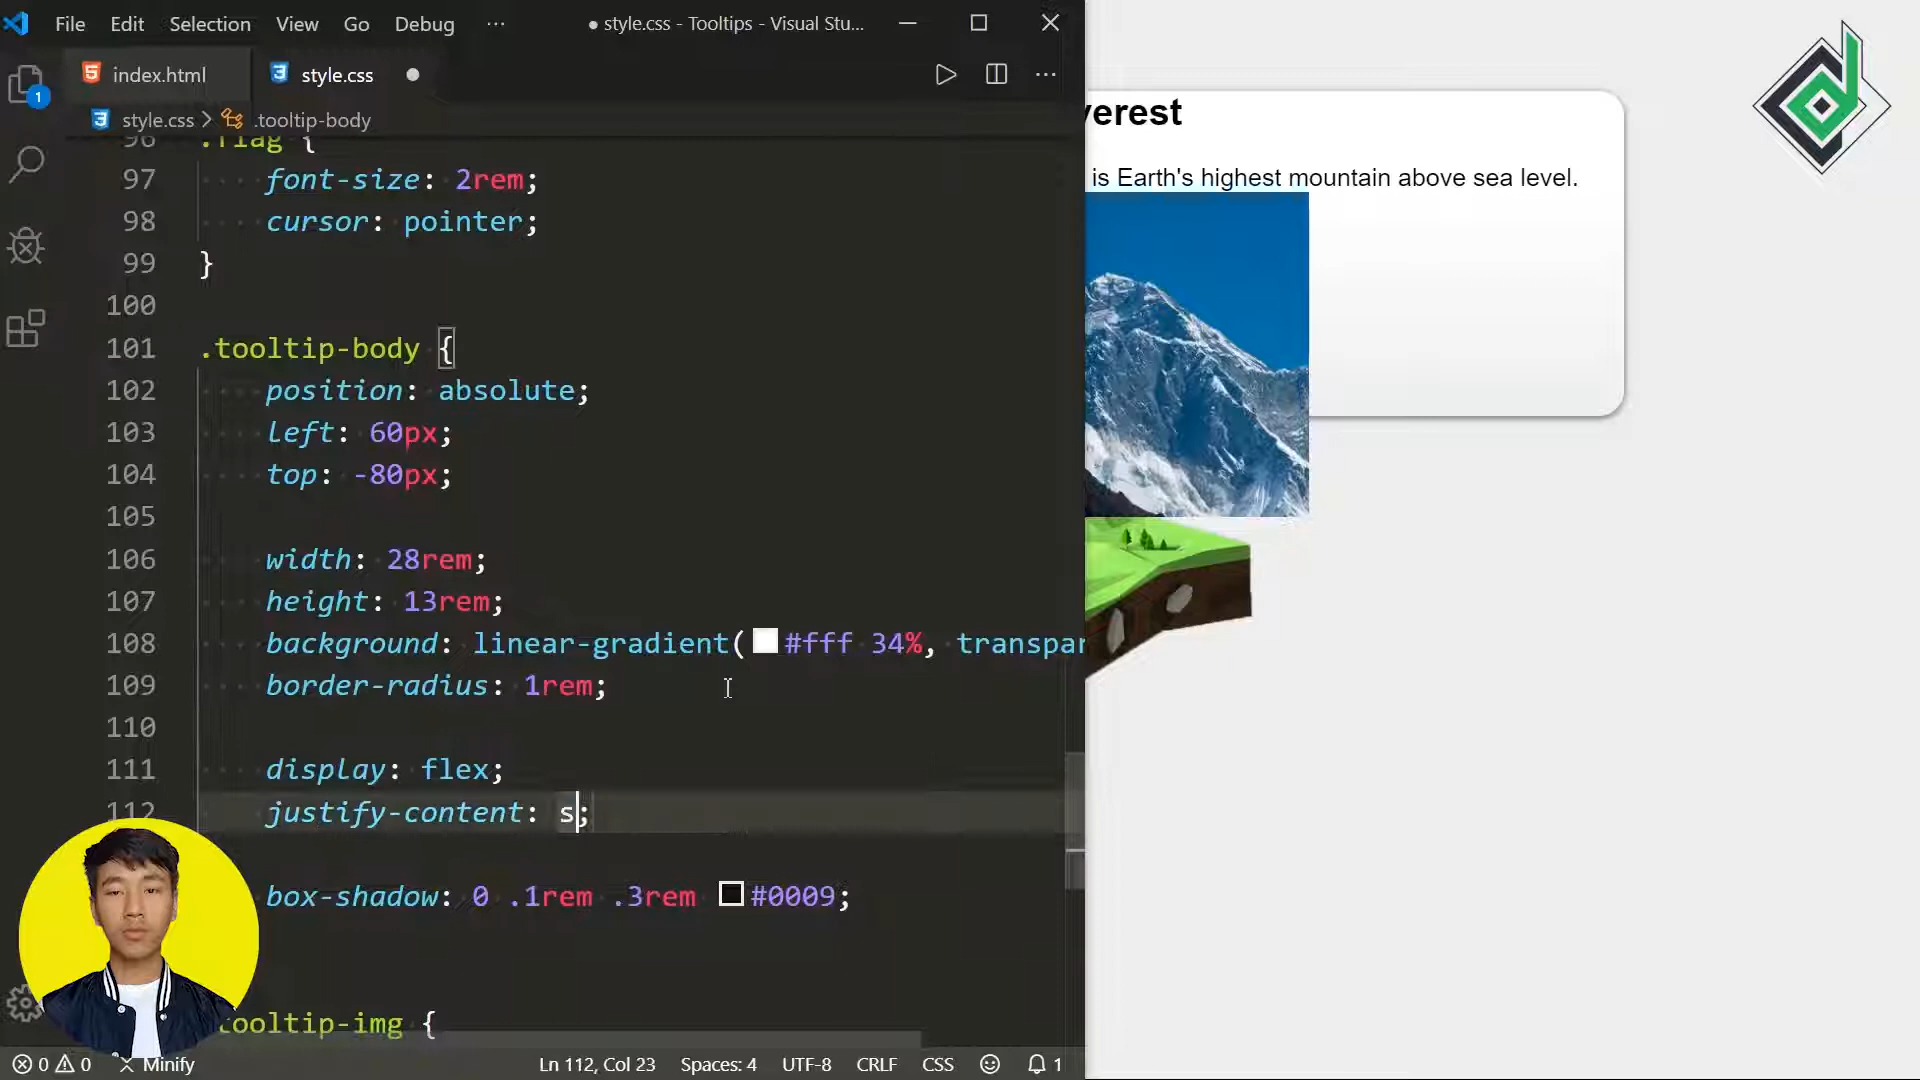 File Edit Selection View Go Debug ··· ● style.css - Tooltips - Visual Stu...
index.html style.css
style.css > .tooltip-body
96 .flag {
97 font-size: 2rem;
98 cursor: pointer;
99 }
100
101 .tooltip-body {
102 position: absolute;
103 left: 60px;
104 top: -80px;
105
106 width: 28rem;
107 height: 13rem;
108 background: linear-gradient(#fff 34%, transpar
109 border-radius: 1rem;
110
111 display: flex;
112 justify-content: s;
box-shadow: 0 .1rem .3rem #0009;
tooltip-img {
1
0 0 Minify Ln 112, Col 23 Spaces: 4 UTF-8 CRLF CSS 1
verest
is Earth's highest mountain above sea level.